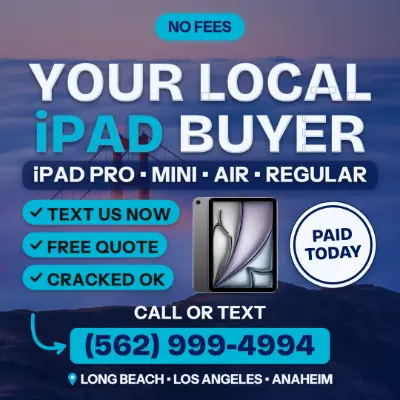 NO FEES
YOUR LOCAL
iPAD BUYER
iPAD PRO ▪ MINI ▪ AIR ▪ REGULAR
✓ TEXT US NOW
✓ FREE QUOTE
✓ CRACKED OK
PAID
TODAY
CALL OR TEXT
(562) 999-4994
LONG BEACH ▪ LOS ANGELES ▪ ANAHEIM